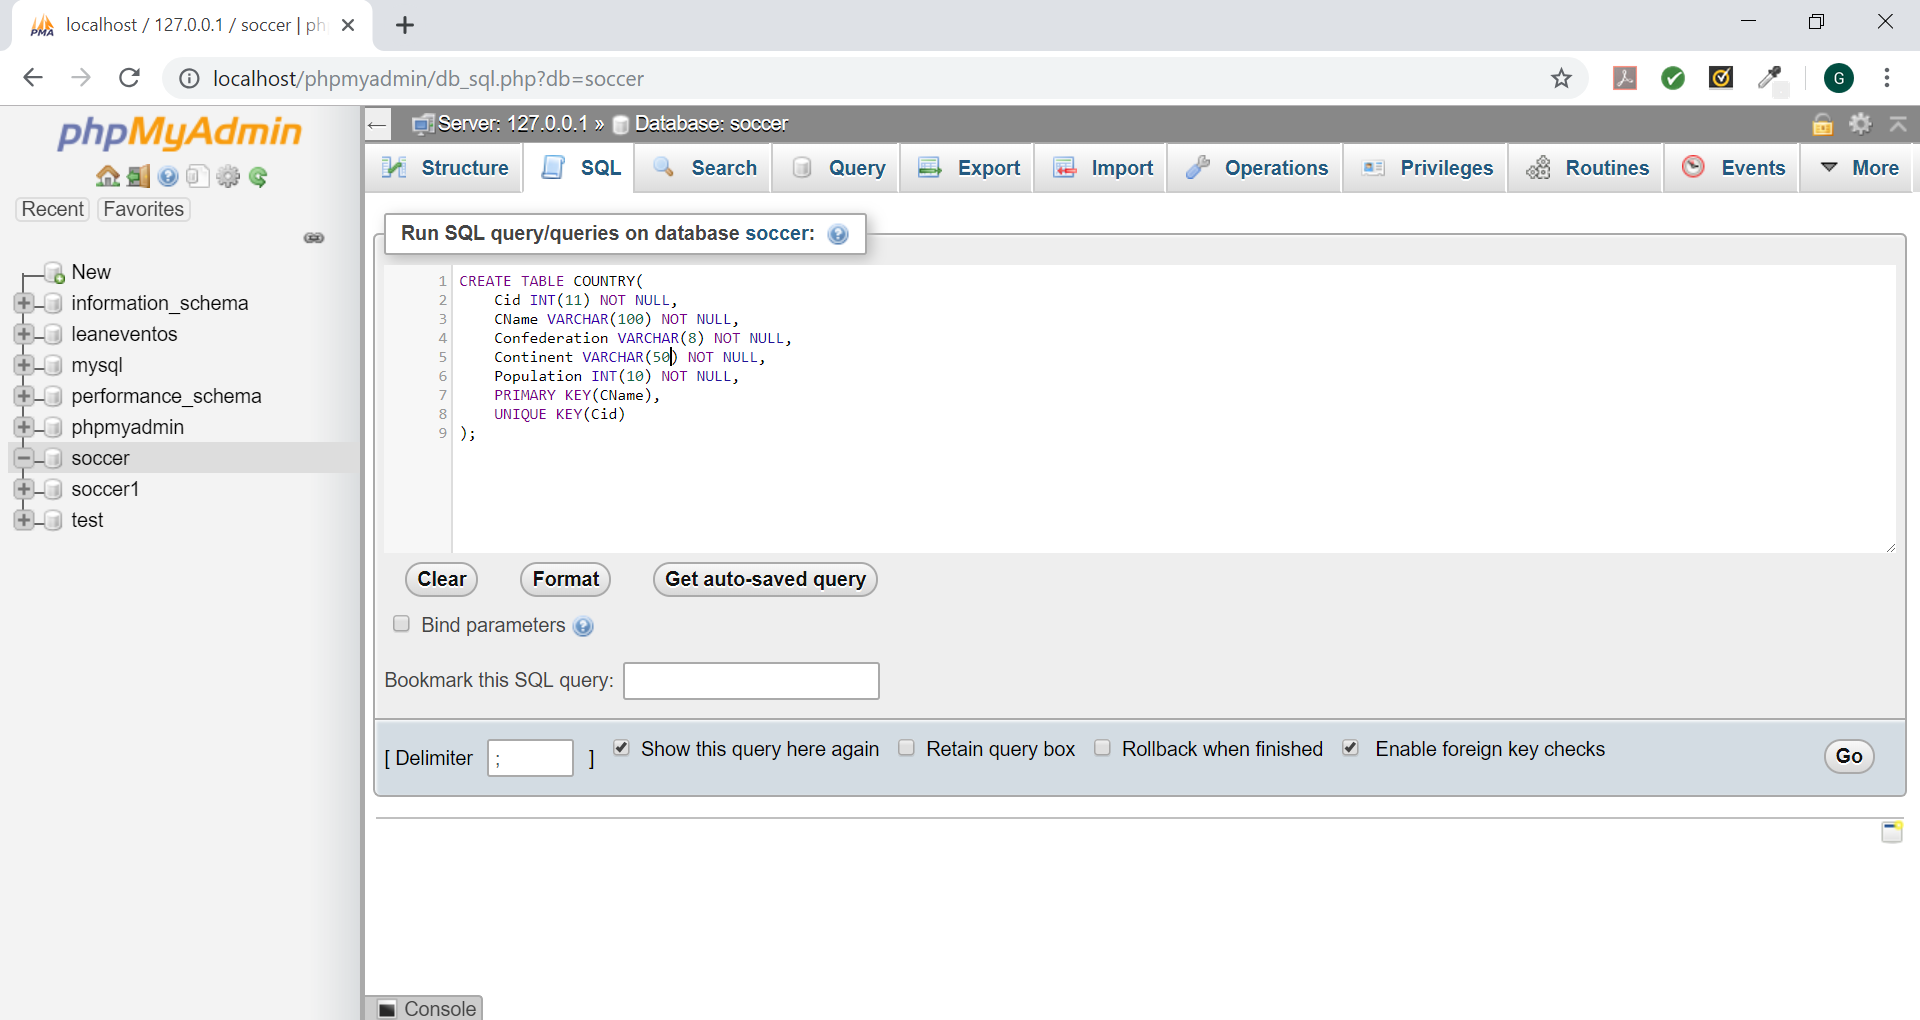 localhost / 127.0.0.1 / soccer | ph
localhost/phpmyadmin/db_sql.php?db=soccer
G
phpMyAdmin
Recent Favorites
New
information_schema
leaneventos
mysql
performance_schema
phpmyadmin
soccer
soccer1
test
Server: 127.0.0.1 » Database: soccer
Structure SQL Search Query Export Import Operations Privileges Routines Events More
Run SQL query/queries on database soccer:
1 CREATE TABLE COUNTRY(
2 Cid INT(11) NOT NULL,
3 CName VARCHAR(100) NOT NULL,
4 Confederation VARCHAR(8) NOT NULL,
5 Continent VARCHAR(50) NOT NULL,
6 Population INT(10) NOT NULL,
7 PRIMARY KEY(CName),
8 UNIQUE KEY(Cid)
9 );
Clear Format Get auto-saved query
Bind parameters
Bookmark this SQL query:
[ Delimiter ; ] Show this query here again Retain query box Rollback when finished Enable foreign key checks Go
Console